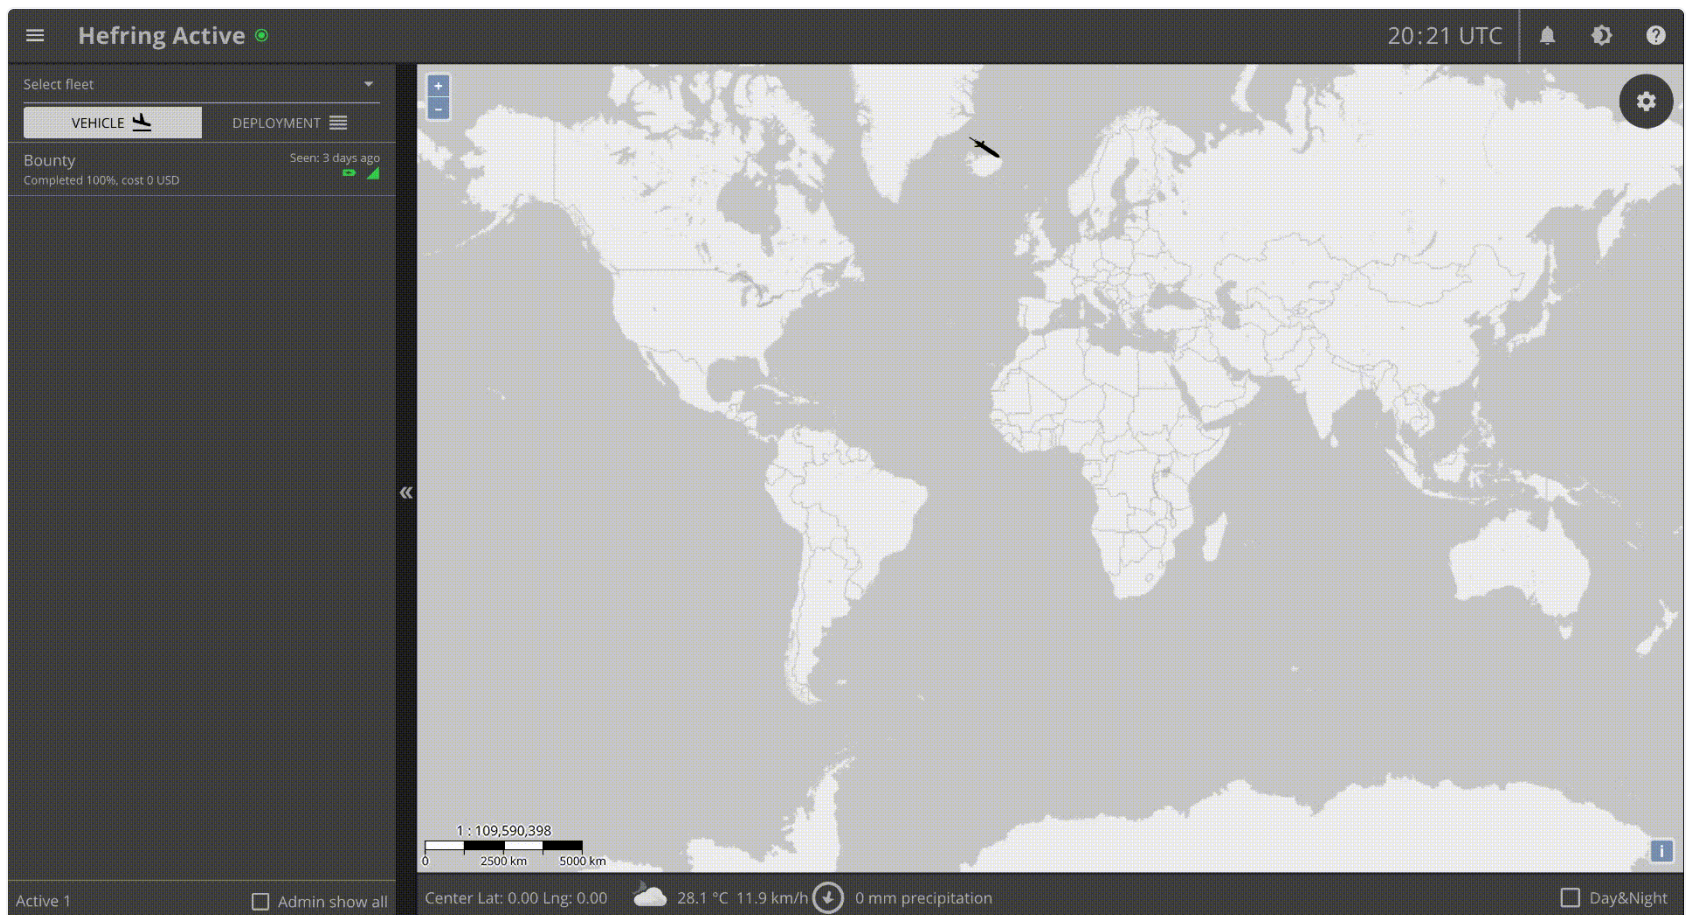 Hefring Active
20:21 UTC
Select fleet
VEHICLE
DEPLOYMENT
Bounty
Seen: 3 days ago
Completed 100%, cost 0 USD
+
-
1 : 109,590,398
0 2500 km 5000 km
i
Active 1
Admin show all
Center Lat: 0.00 Lng: 0.00
28.1 °C 11.9 km/h
0 mm precipitation
Day&Night